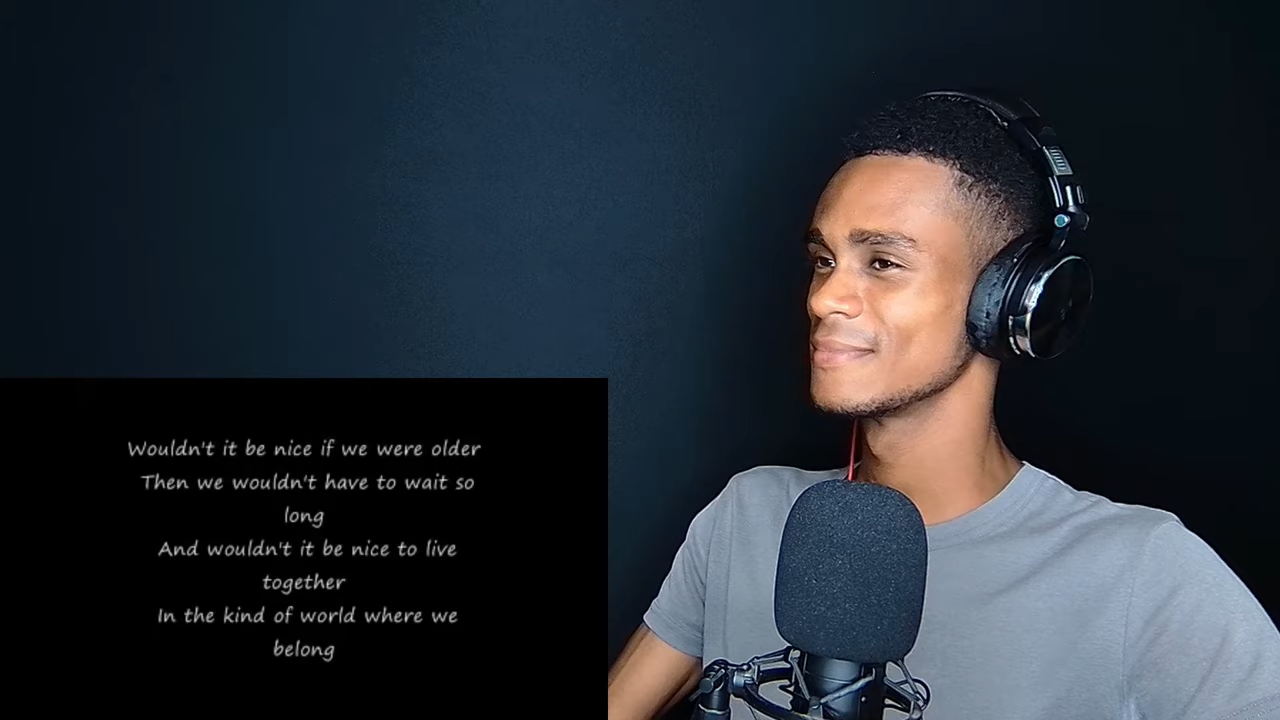 Wouldn't it be nice if we were older
Then we wouldn't have to wait so
long
And wouldn't it be nice to live
together
In the kind of world where we
belong